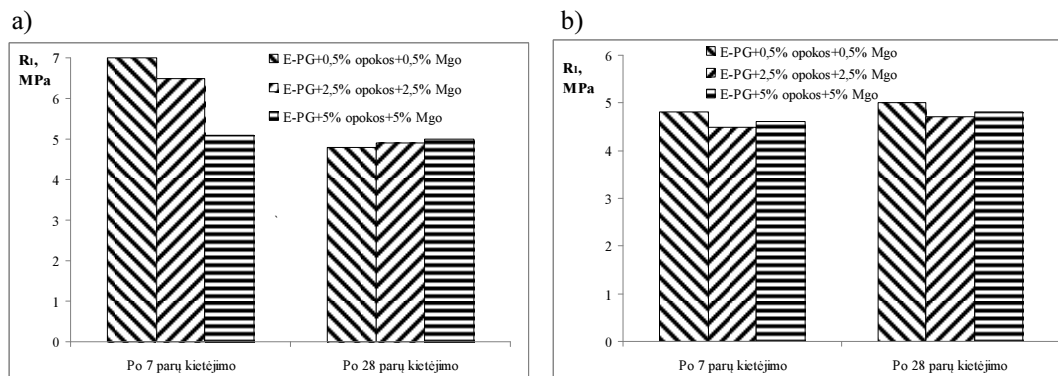 a)
R₁,
MPa
7
6
5
4
3
2
1
0
E-PG+0,5% opokos+0,5% Mgo
E-PG+2,5% opokos+2,5% Mgo
E-PG+5% opokos+5% Mgo
Po 7 parų kietėjimo
Po 28 parų kietėjimo
b)
R₁,
MPa
6
5
4
3
2
1
0
E-PG+0,5% opokos+0,5% Mgo
E-PG+2,5% opokos+2,5% Mgo
E-PG+5% opokos+5% Mgo
Po 7 parų kietėjimo
Po 28 parų kietėjimo